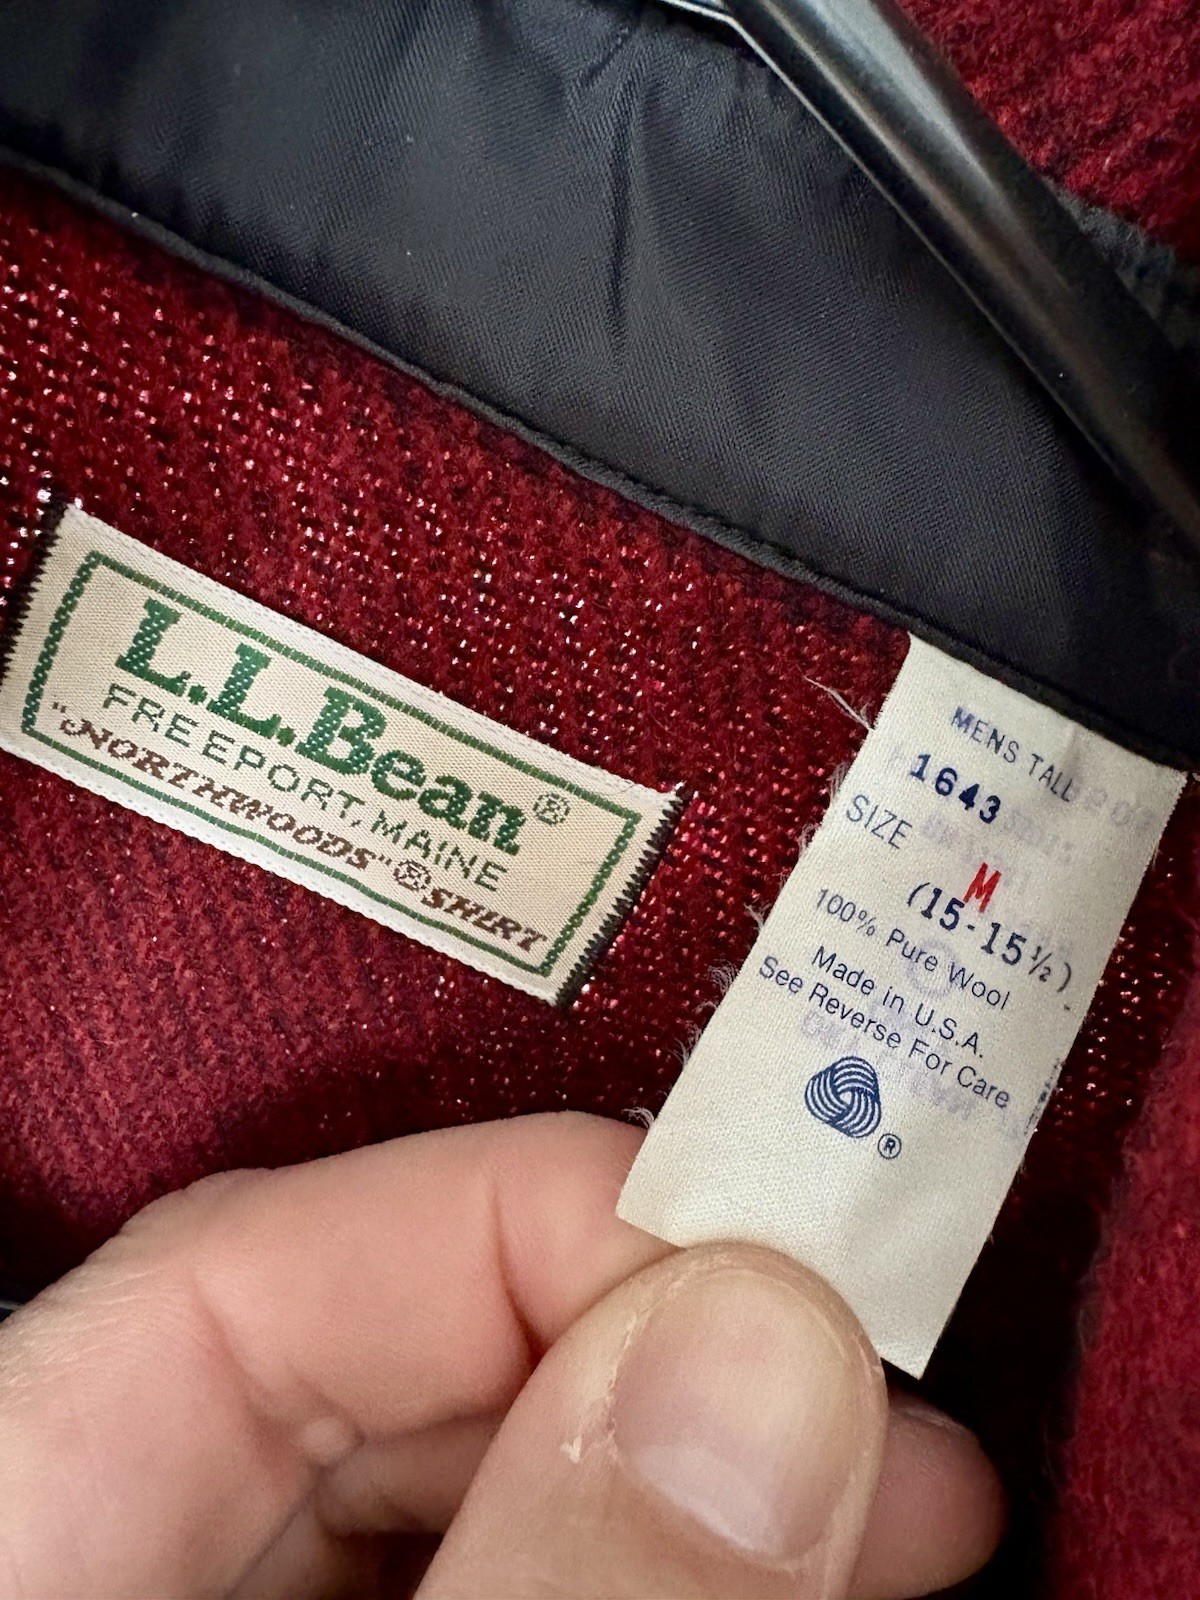 L.L.Bean®
FREEPORT, MAINE
"NORTHWOODS"® SHIRT
MENS TALL
1643
SIZE
M
(15-15½)
100% Pure Wool
Made in U.S.A.
See Reverse For Care
®